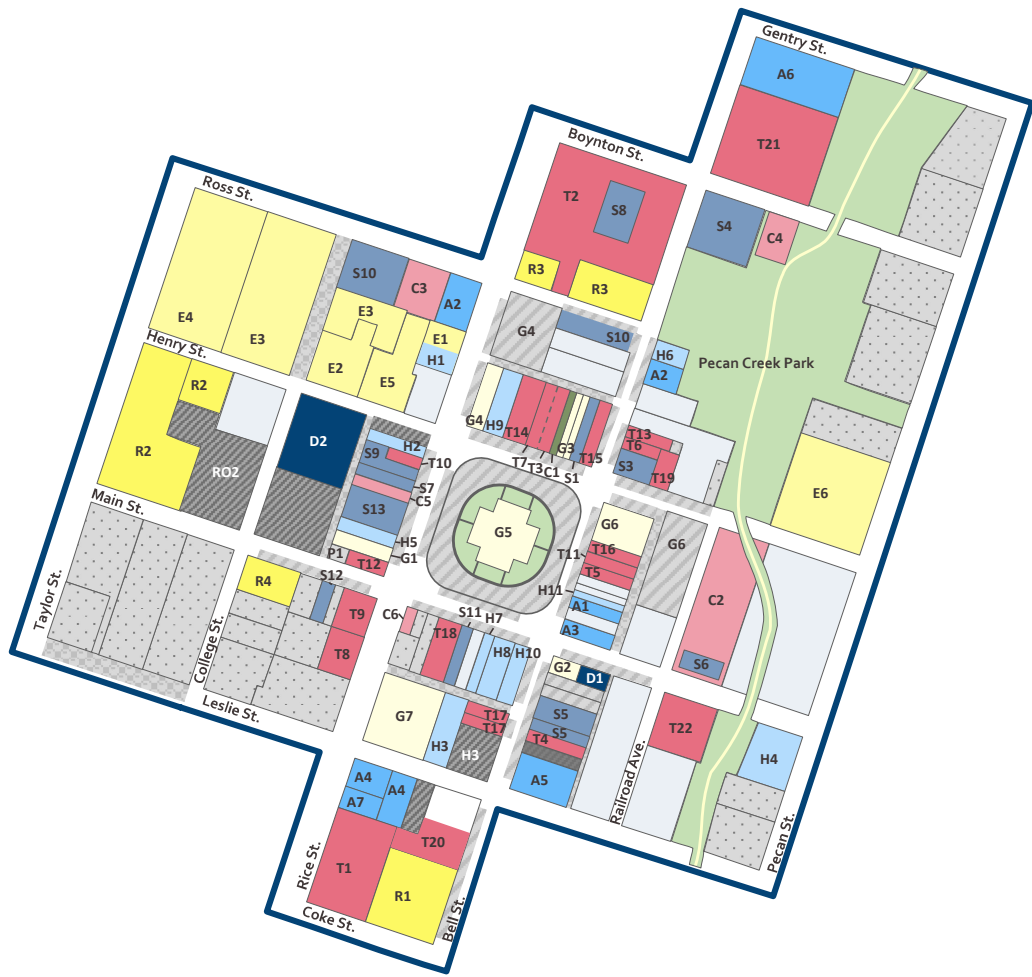 Gentry St.
A6
T21
Boynton St.
T2
S8
S4
C4
R3
R3
Ross St.
S10
C3
A2
E3
E1
H1
E4
E3
E2
E5
G4
S10
H6
A2
Pecan Creek Park
Henry St.
R2
R2
RO2
D2
G4
H9
T14
T7
T3
C1
G3
S1
T15
T13
T6
S3
T19
E6
H2
S9
T10
S7
C5
S13
H5
G1
P1
T12
G5
G6
G6
T11
T16
T5
H11
A1
A3
C2
S6
Main St.
Taylor St.
College St.
Leslie St.
R4
S12
T9
T8
C6
T18
S11
H7
H8
H10
G2
D1
S5
S5
T4
A5
G7
H3
T17
T17
H3
Railroad Ave.
T22
H4
Pecan St.
A4
A4
A7
T20
T1
R1
Rice St.
Coke St.
Bell St.